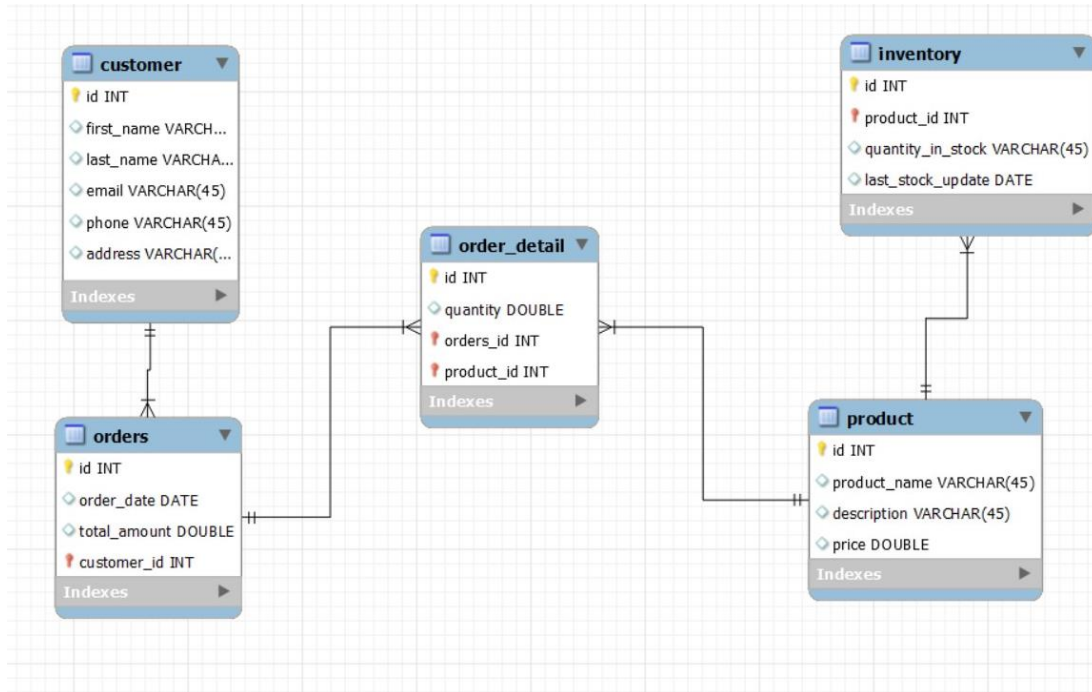 customer
id INT
first_name VARCH...
last_name VARCHA...
email VARCHAR(45)
phone VARCHAR(45)
address VARCHAR(...
Indexes
orders
id INT
order_date DATE
total_amount DOUBLE
customer_id INT
Indexes
order_detail
id INT
quantity DOUBLE
orders_id INT
product_id INT
Indexes
inventory
id INT
product_id INT
quantity_in_stock VARCHAR(45)
last_stock_update DATE
Indexes
product
id INT
product_name VARCHAR(45)
description VARCHAR(45)
price DOUBLE
Indexes